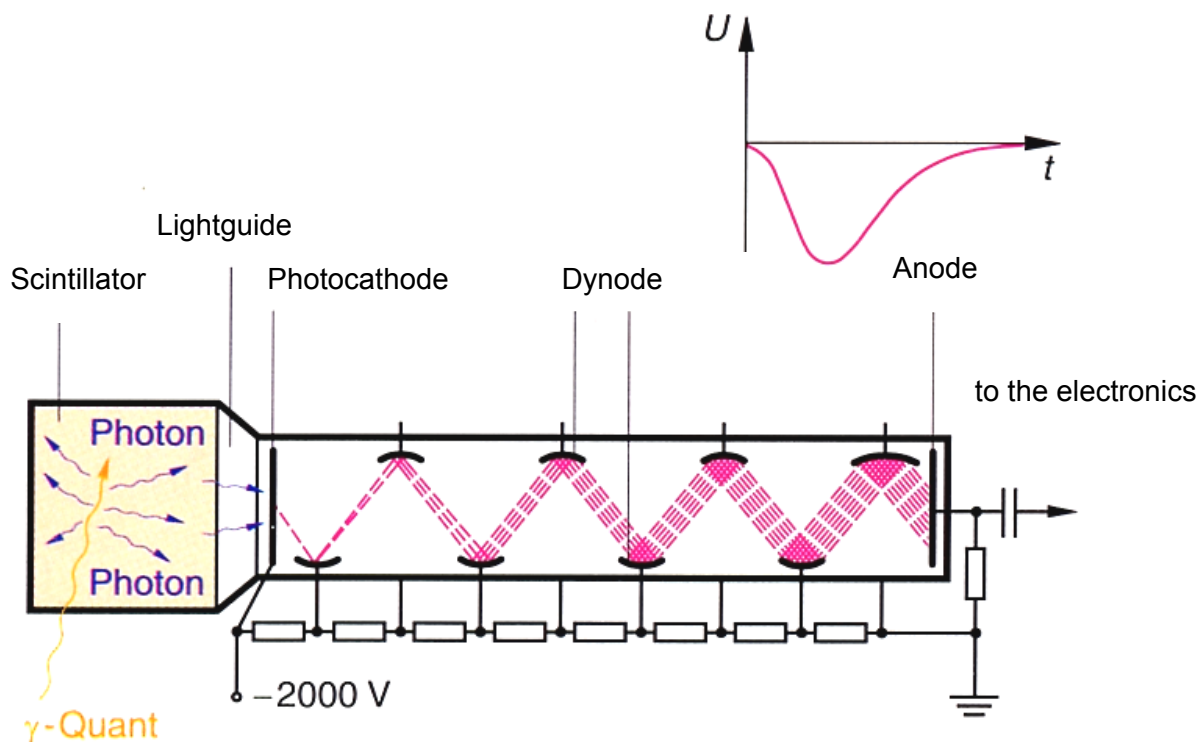 U
t
Lightguide
Scintillator
Photocathode
Dynode
Anode
to the electronics
Photon
Photon
−2000 V
γ-Quant